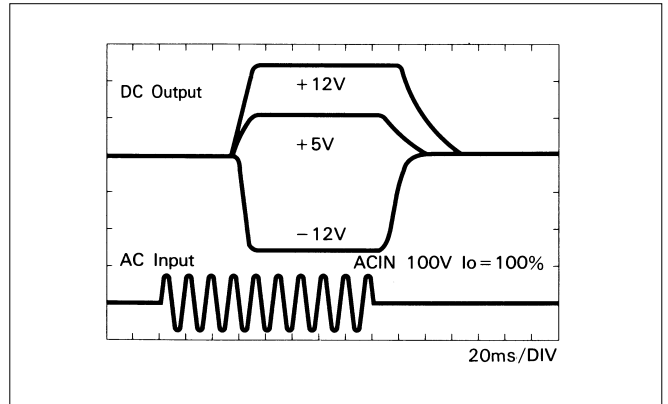 DC Output
+12V
+5V
−12V
AC Input
ACIN 100V Io=100%
20ms/DIV